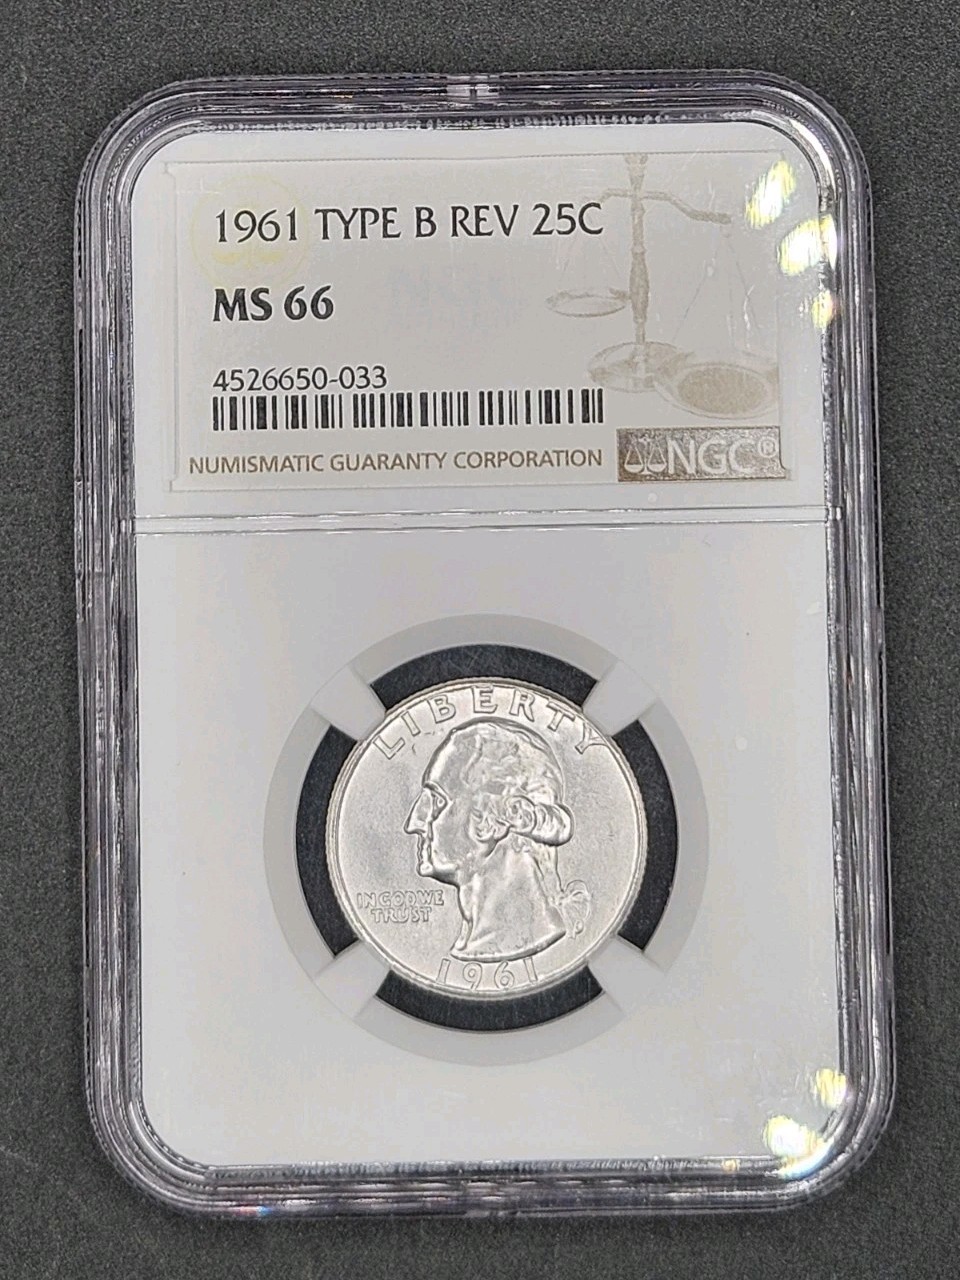 1961 TYPE B REV 25C
MS 66
4526650-033
NUMISMATIC GUARANTY CORPORATION
NGC®
LIBERTY
IN GOD WE
TRUST
1961